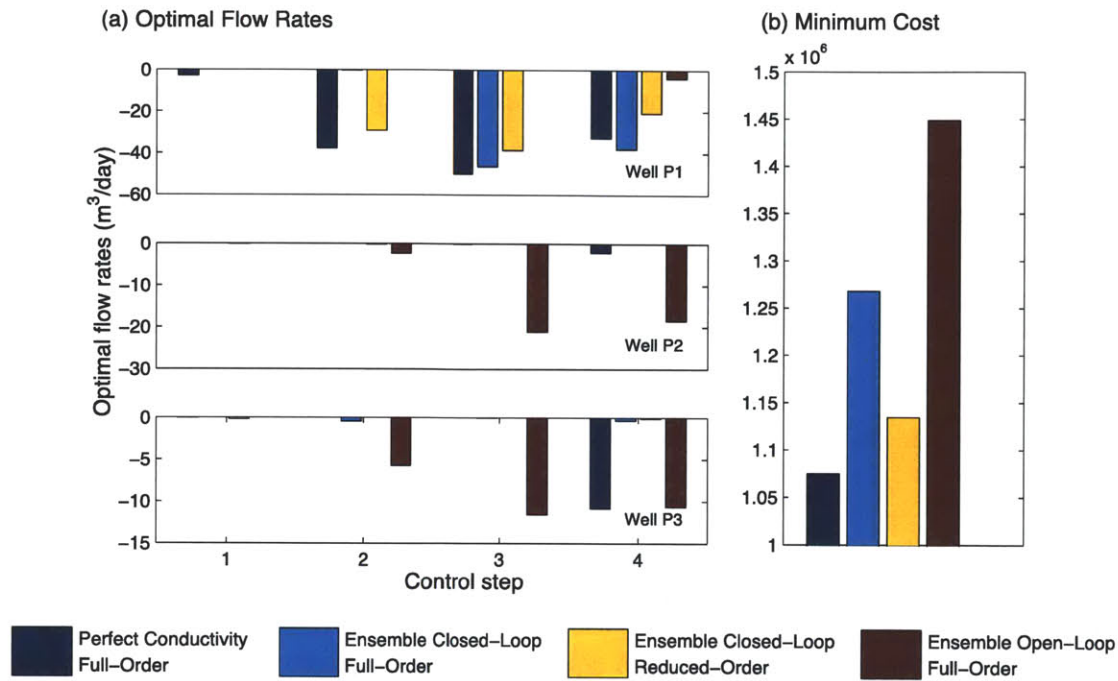 (a) Optimal Flow Rates
Optimal flow rates (m³/day)
0
−20
−40
−60
Well P1
0
−10
−20
−30
Well P2
0
−5
−10
−15
Well P3
1 2 3 4
Control step
(b) Minimum Cost
x 10⁶
1.5
1.45
1.4
1.35
1.3
1.25
1.2
1.15
1.1
1.05
1
Perfect Conductivity
Full−Order
Ensemble Closed−Loop
Full−Order
Ensemble Closed−Loop
Reduced−Order
Ensemble Open−Loop
Full−Order